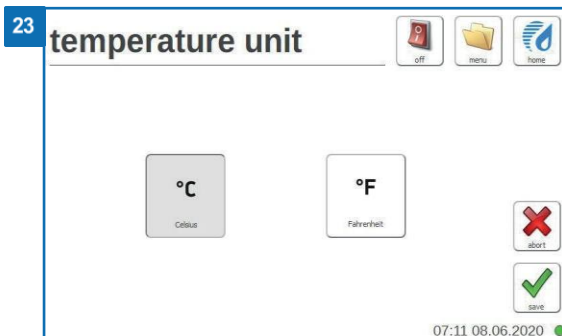 23
temperature unit
off
menu
home
°C
Celsius
°F
Fahrenheit
abort
save
07:11 08.06.2020